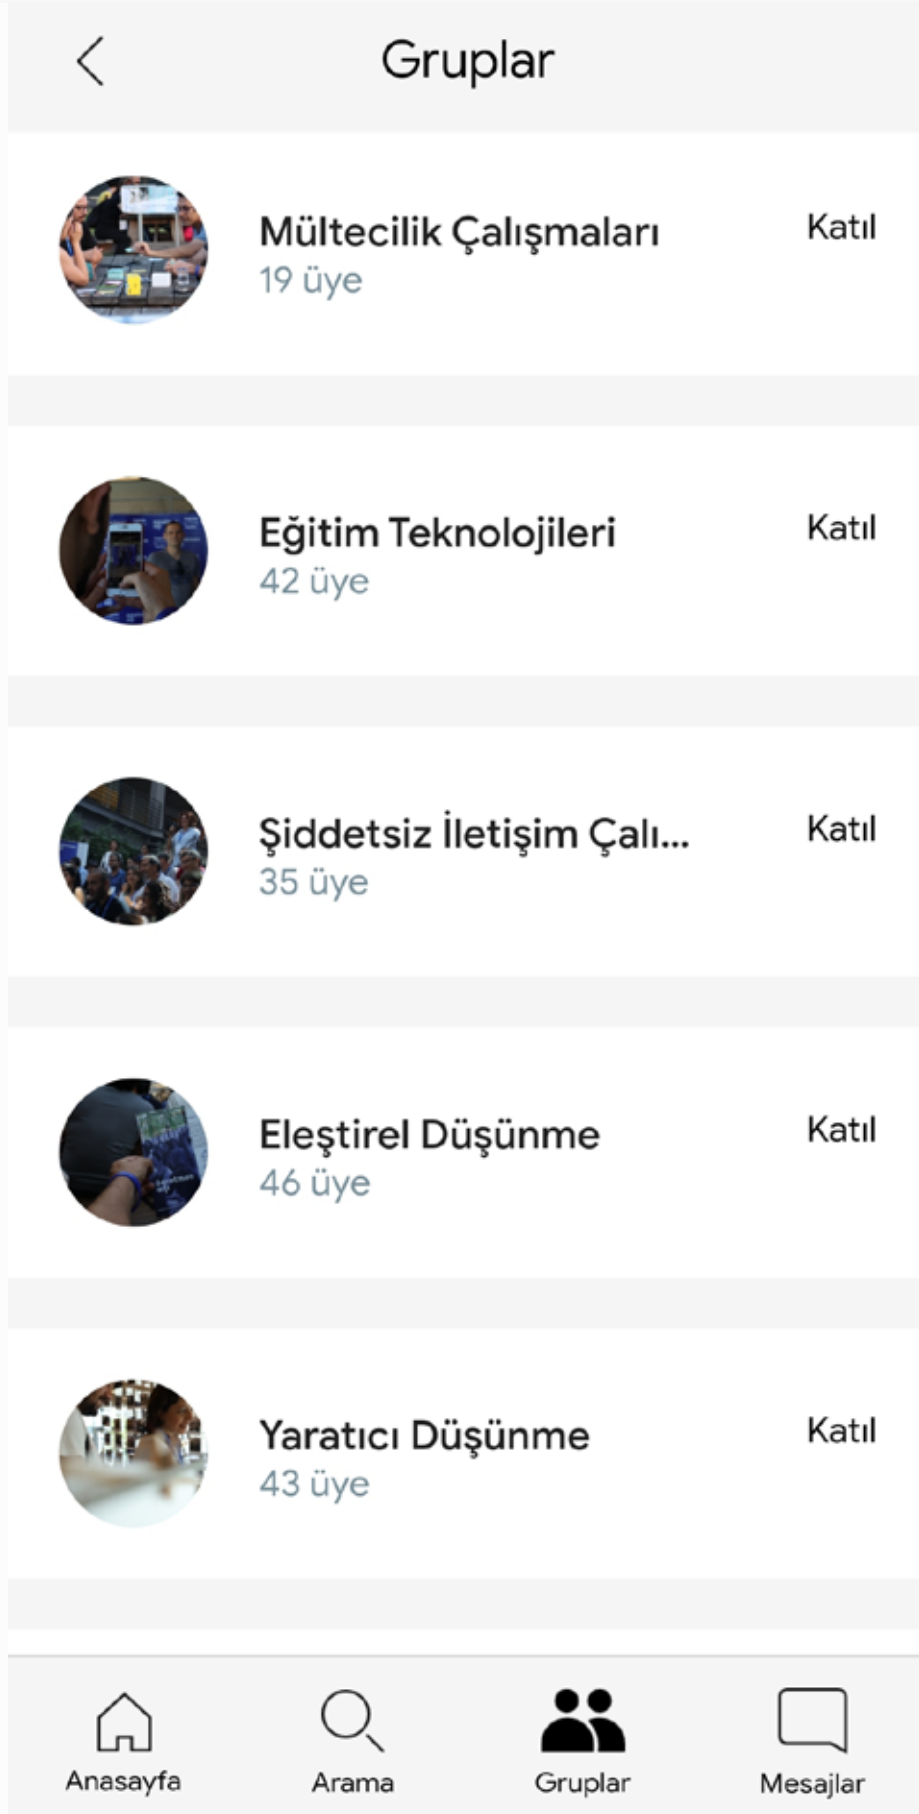 Gruplar
Mültecilik Çalışmaları
Katıl
19 üye
Eğitim Teknolojileri
Katıl
42 üye
Şiddetsiz İletişim Çalı...
Katıl
35 üye
Eleştirel Düşünme
Katıl
46 üye
Yaratıcı Düşünme
Katıl
43 üye
Anasayfa
Arama
Gruplar
Mesajlar